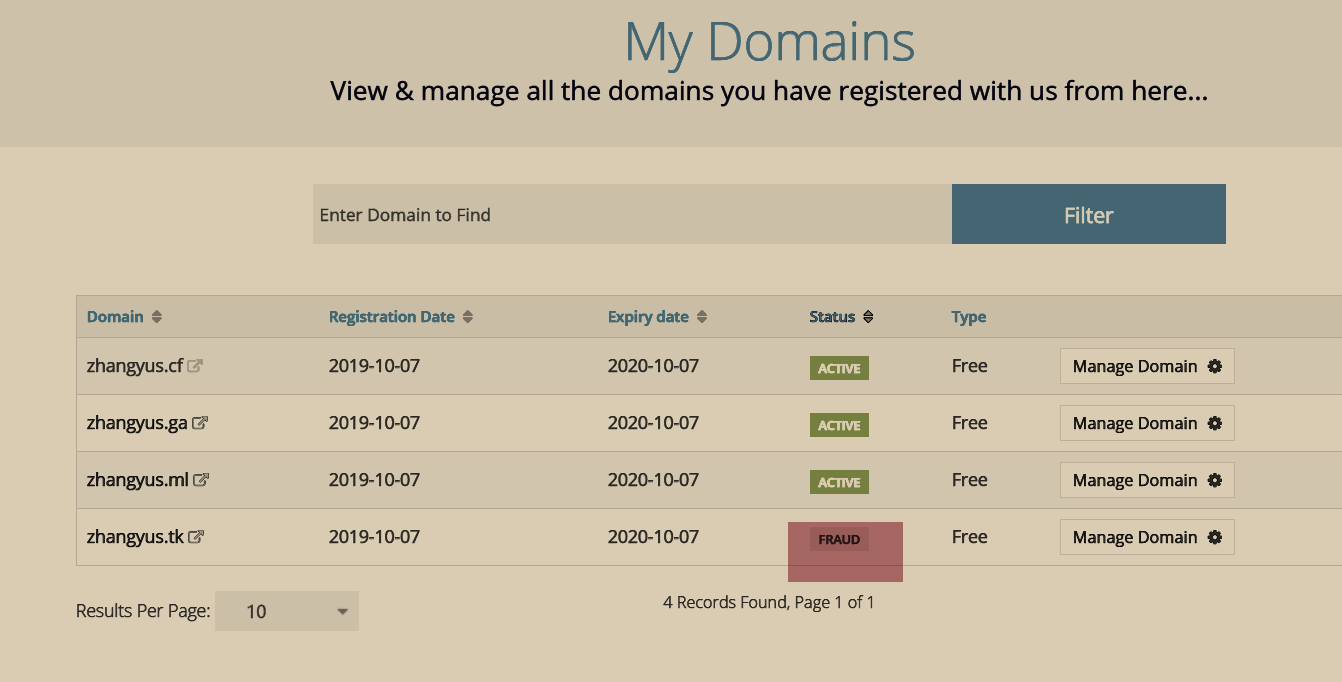 My Domains
View & manage all the domains you have registered with us from here...
Enter Domain to Find Filter
Domain Registration Date Expiry date Status Type
zhangyus.cf 2019-10-07 2020-10-07 ACTIVE Free Manage Domain
zhangyus.ga 2019-10-07 2020-10-07 ACTIVE Free Manage Domain
zhangyus.ml 2019-10-07 2020-10-07 ACTIVE Free Manage Domain
zhangyus.tk 2019-10-07 2020-10-07 FRAUD Free Manage Domain
Results Per Page: 10 4 Records Found, Page 1 of 1